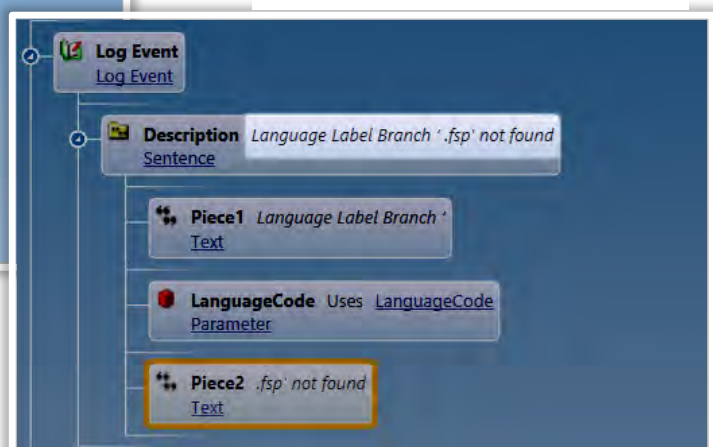 Log Event
Log Event
Description Language Label Branch ' .fsp' not found
Sentence
Piece1 Language Label Branch '
Text
LanguageCode Uses LanguageCode
Parameter
Piece2 .fsp' not found
Text